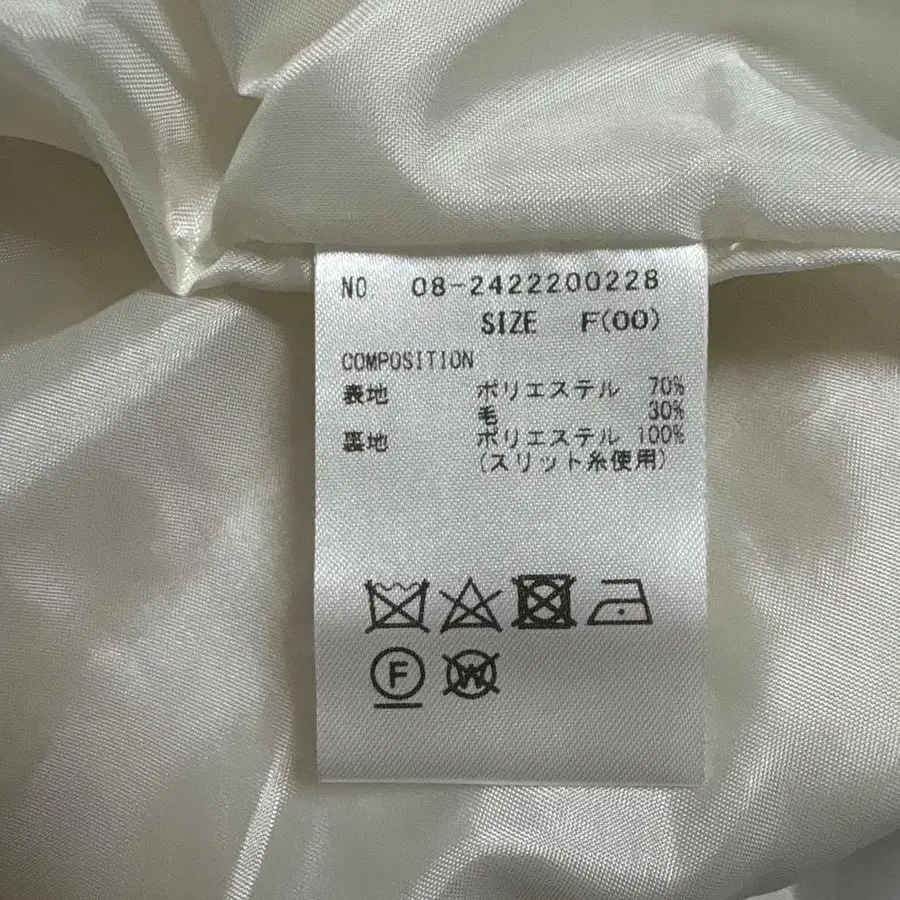 NO. 08-2422200228
SIZE F(00)
COMPOSITION
表地 ポリエステル 70%
毛 30%
裏地 ポリエステル 100%
(スリット糸使用)
F
W